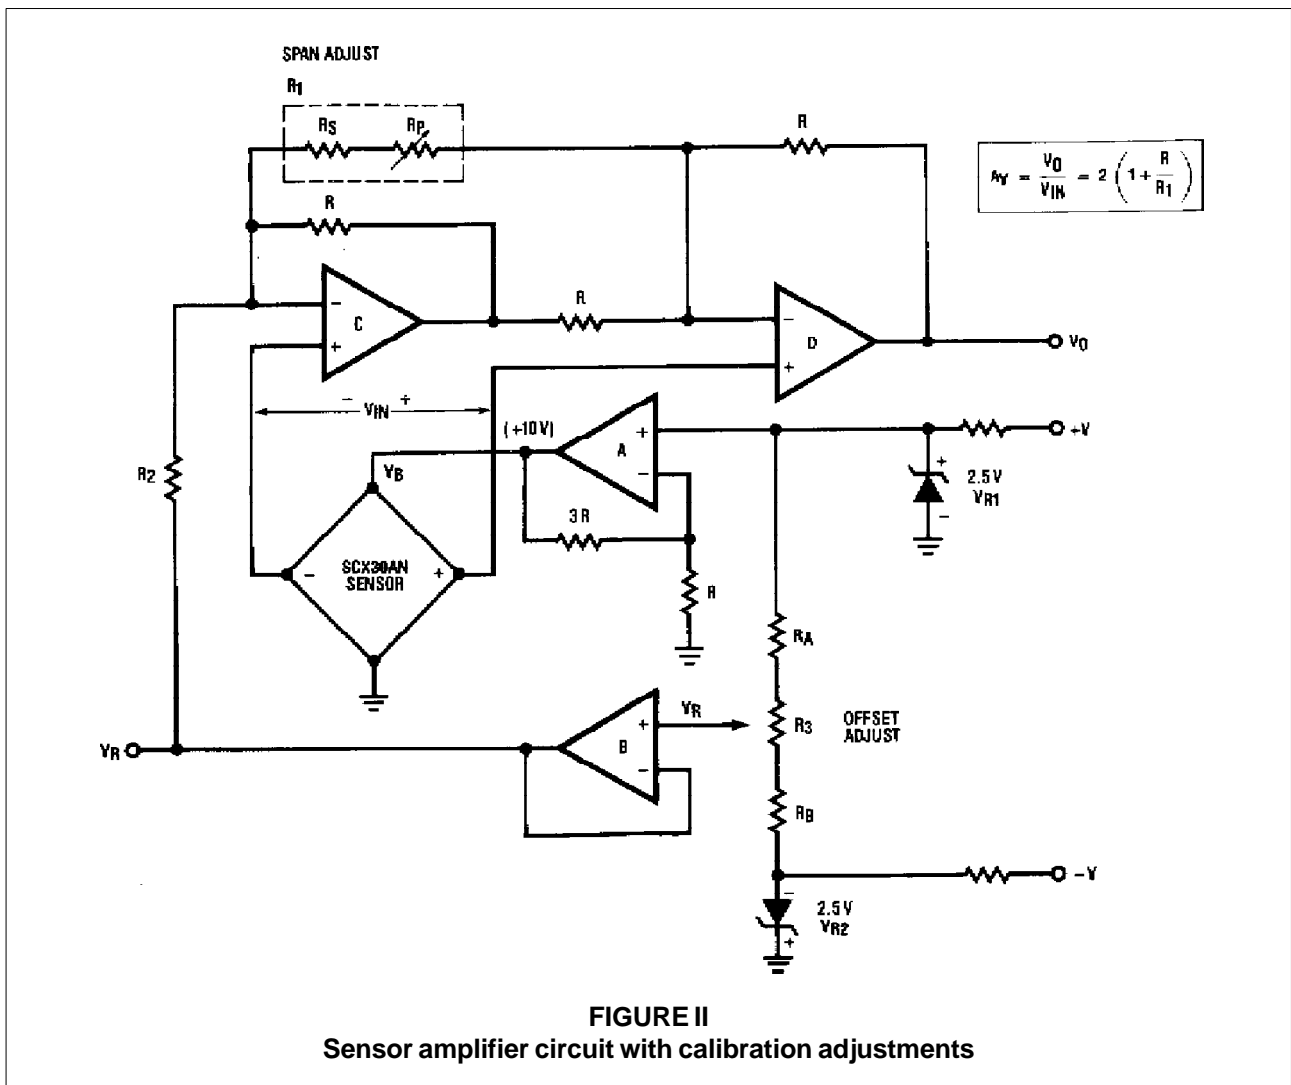 SPAN ADJUST
R1
RS RP
R
R
AV = VO / VIN = 2 ( 1 + R / R1 )
R
-
C
+
- VIN +
-
D
+
VO
(+10V)
+
A
-
+V
+
2.5V
VR1
-
R2
VB
3R
- SCX30AN +
SENSOR
R
RA
R3
OFFSET
ADJUST
RB
VR
+
VR
B
-
-V
-
2.5V
VR2
+
FIGURE II
Sensor amplifier circuit with calibration adjustments